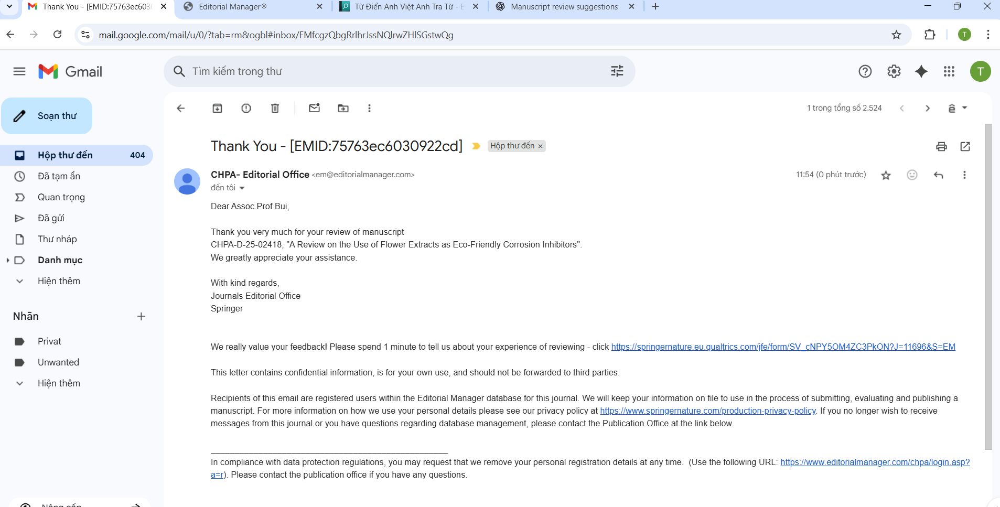 Thank You - [EMID:75763ec603
Editorial Manager®
Từ Điển Anh Việt Anh Tra Từ - E
Manuscript review suggestions
mail.google.com/mail/u/0/?tab=rm&ogbl#inbox/FMfcgzQbgRrlhrJssNQlrwZHlSGstwQg
T
Gmail
Tìm kiếm trong thư
T
Soạn thư
1 trong tổng số 2.524
ê
Hộp thư đến 404
Đã tạm ẩn
Quan trọng
Đã gửi
Thư nháp
Danh mục
Hiện thêm
Nhãn
Privat
Unwanted
Hiện thêm
Nâng cấp
Thank You - [EMID:75763ec6030922cd]
Hộp thư đến
CHPA- Editorial Office <em@editorialmanager.com>
11:54 (0 phút trước)
đến tôi
Dear Assoc.Prof Bui,
Thank you very much for your review of manuscript
CHPA-D-25-02418, "A Review on the Use of Flower Extracts as Eco-Friendly Corrosion Inhibitors".
We greatly appreciate your assistance.
With kind regards,
Journals Editorial Office
Springer
We really value your feedback! Please spend 1 minute to tell us about your experience of reviewing - click https://springernature.eu.qualtrics.com/jfe/form/SV_cNPY5OM4ZC3PkON?J=11696&S=EM
This letter contains confidential information, is for your own use, and should not be forwarded to third parties.
Recipients of this email are registered users within the Editorial Manager database for this journal. We will keep your information on file to use in the process of submitting, evaluating and publishing a
manuscript. For more information on how we use your personal details please see our privacy policy at https://www.springernature.com/production-privacy-policy. If you no longer wish to receive
messages from this journal or you have questions regarding database management, please contact the Publication Office at the link below.
In compliance with data protection regulations, you may request that we remove your personal registration details at any time.  (Use the following URL: https://www.editorialmanager.com/chpa/login.asp?
a=r). Please contact the publication office if you have any questions.